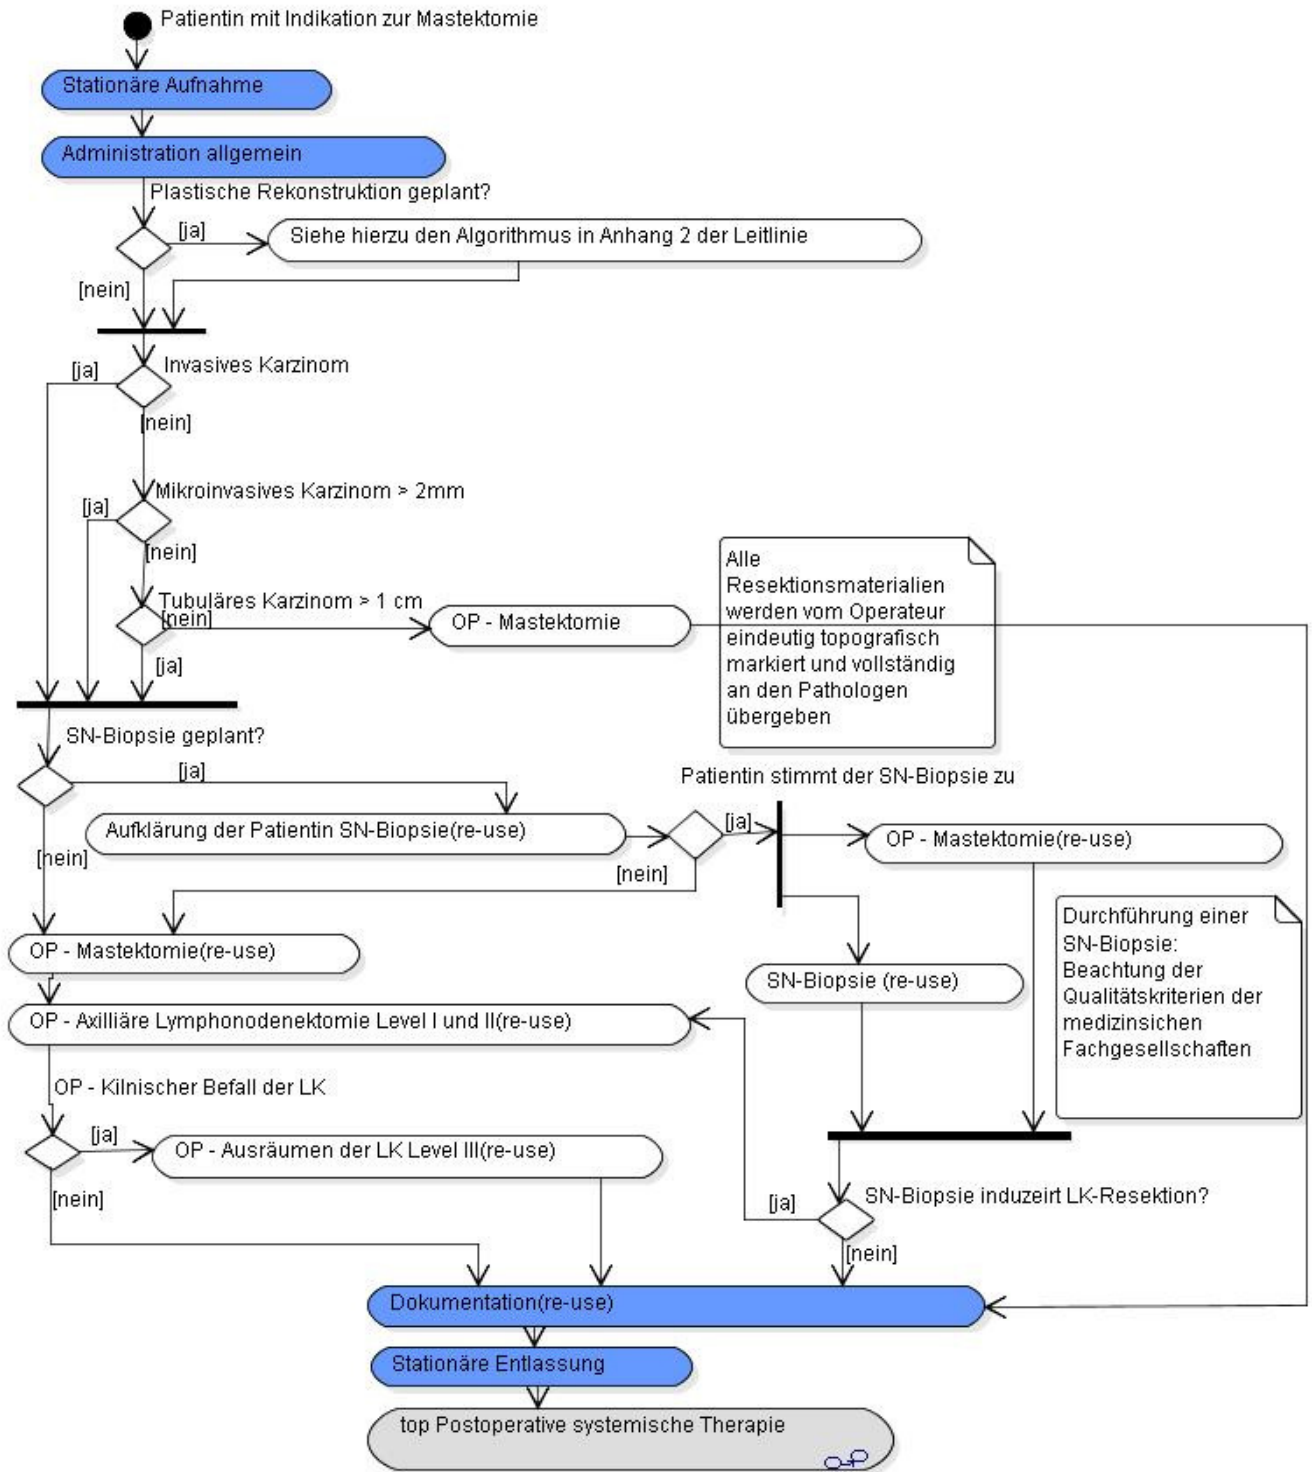 Patientin mit Indikation zur Mastektomie
Stationäre Aufnahme
Administration allgemein
Plastische Rekonstruktion geplant?
[ja]
Siehe hierzu den Algorithmus in Anhang 2 der Leitlinie
[nein]
Invasives Karzinom
[ja]
[nein]
Mikroinvasives Karzinom > 2mm
[ja]
[nein]
Tubuläres Karzinom > 1 cm
[nein]
OP - Mastektomie
[ja]
Alle
Resektionsmaterialien
werden vom Operateur
eindeutig topografisch
markiert und vollständig
an den Pathologen
übergeben
SN-Biopsie geplant?
[ja]
Patientin stimmt der SN-Biopsie zu
Aufklärung der Patientin SN-Biopsie(re-use)
[ja]
OP - Mastektomie(re-use)
[nein]
[nein]
OP - Mastektomie(re-use)
SN-Biopsie (re-use)
Durchführung einer
SN-Biopsie:
Beachtung der
Qualitätskriterien der
medizinsichen
Fachgesellschaften
OP - Axilliäre Lymphonodenektomie Level I und II(re-use)
OP - Kilnischer Befall der LK
[ja]
OP - Ausräumen der LK Level III(re-use)
[nein]
SN-Biopsie induzeirt LK-Resektion?
[ja]
[nein]
Dokumentation(re-use)
Stationäre Entlassung
top Postoperative systemische Therapie